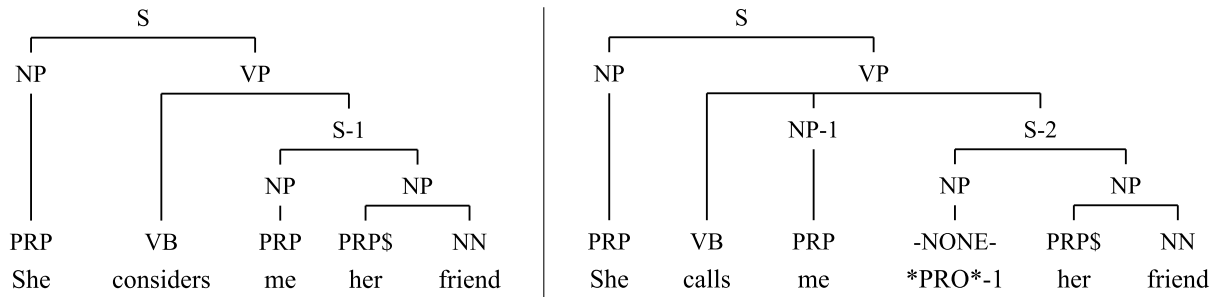 S
NP VP
S-1
NP NP
PRP VB PRP PRP$ NN
She considers me her friend
S
NP VP
NP-1 S-2
NP NP
PRP VB PRP -NONE- PRP$ NN
She calls me *PRO*-1 her friend